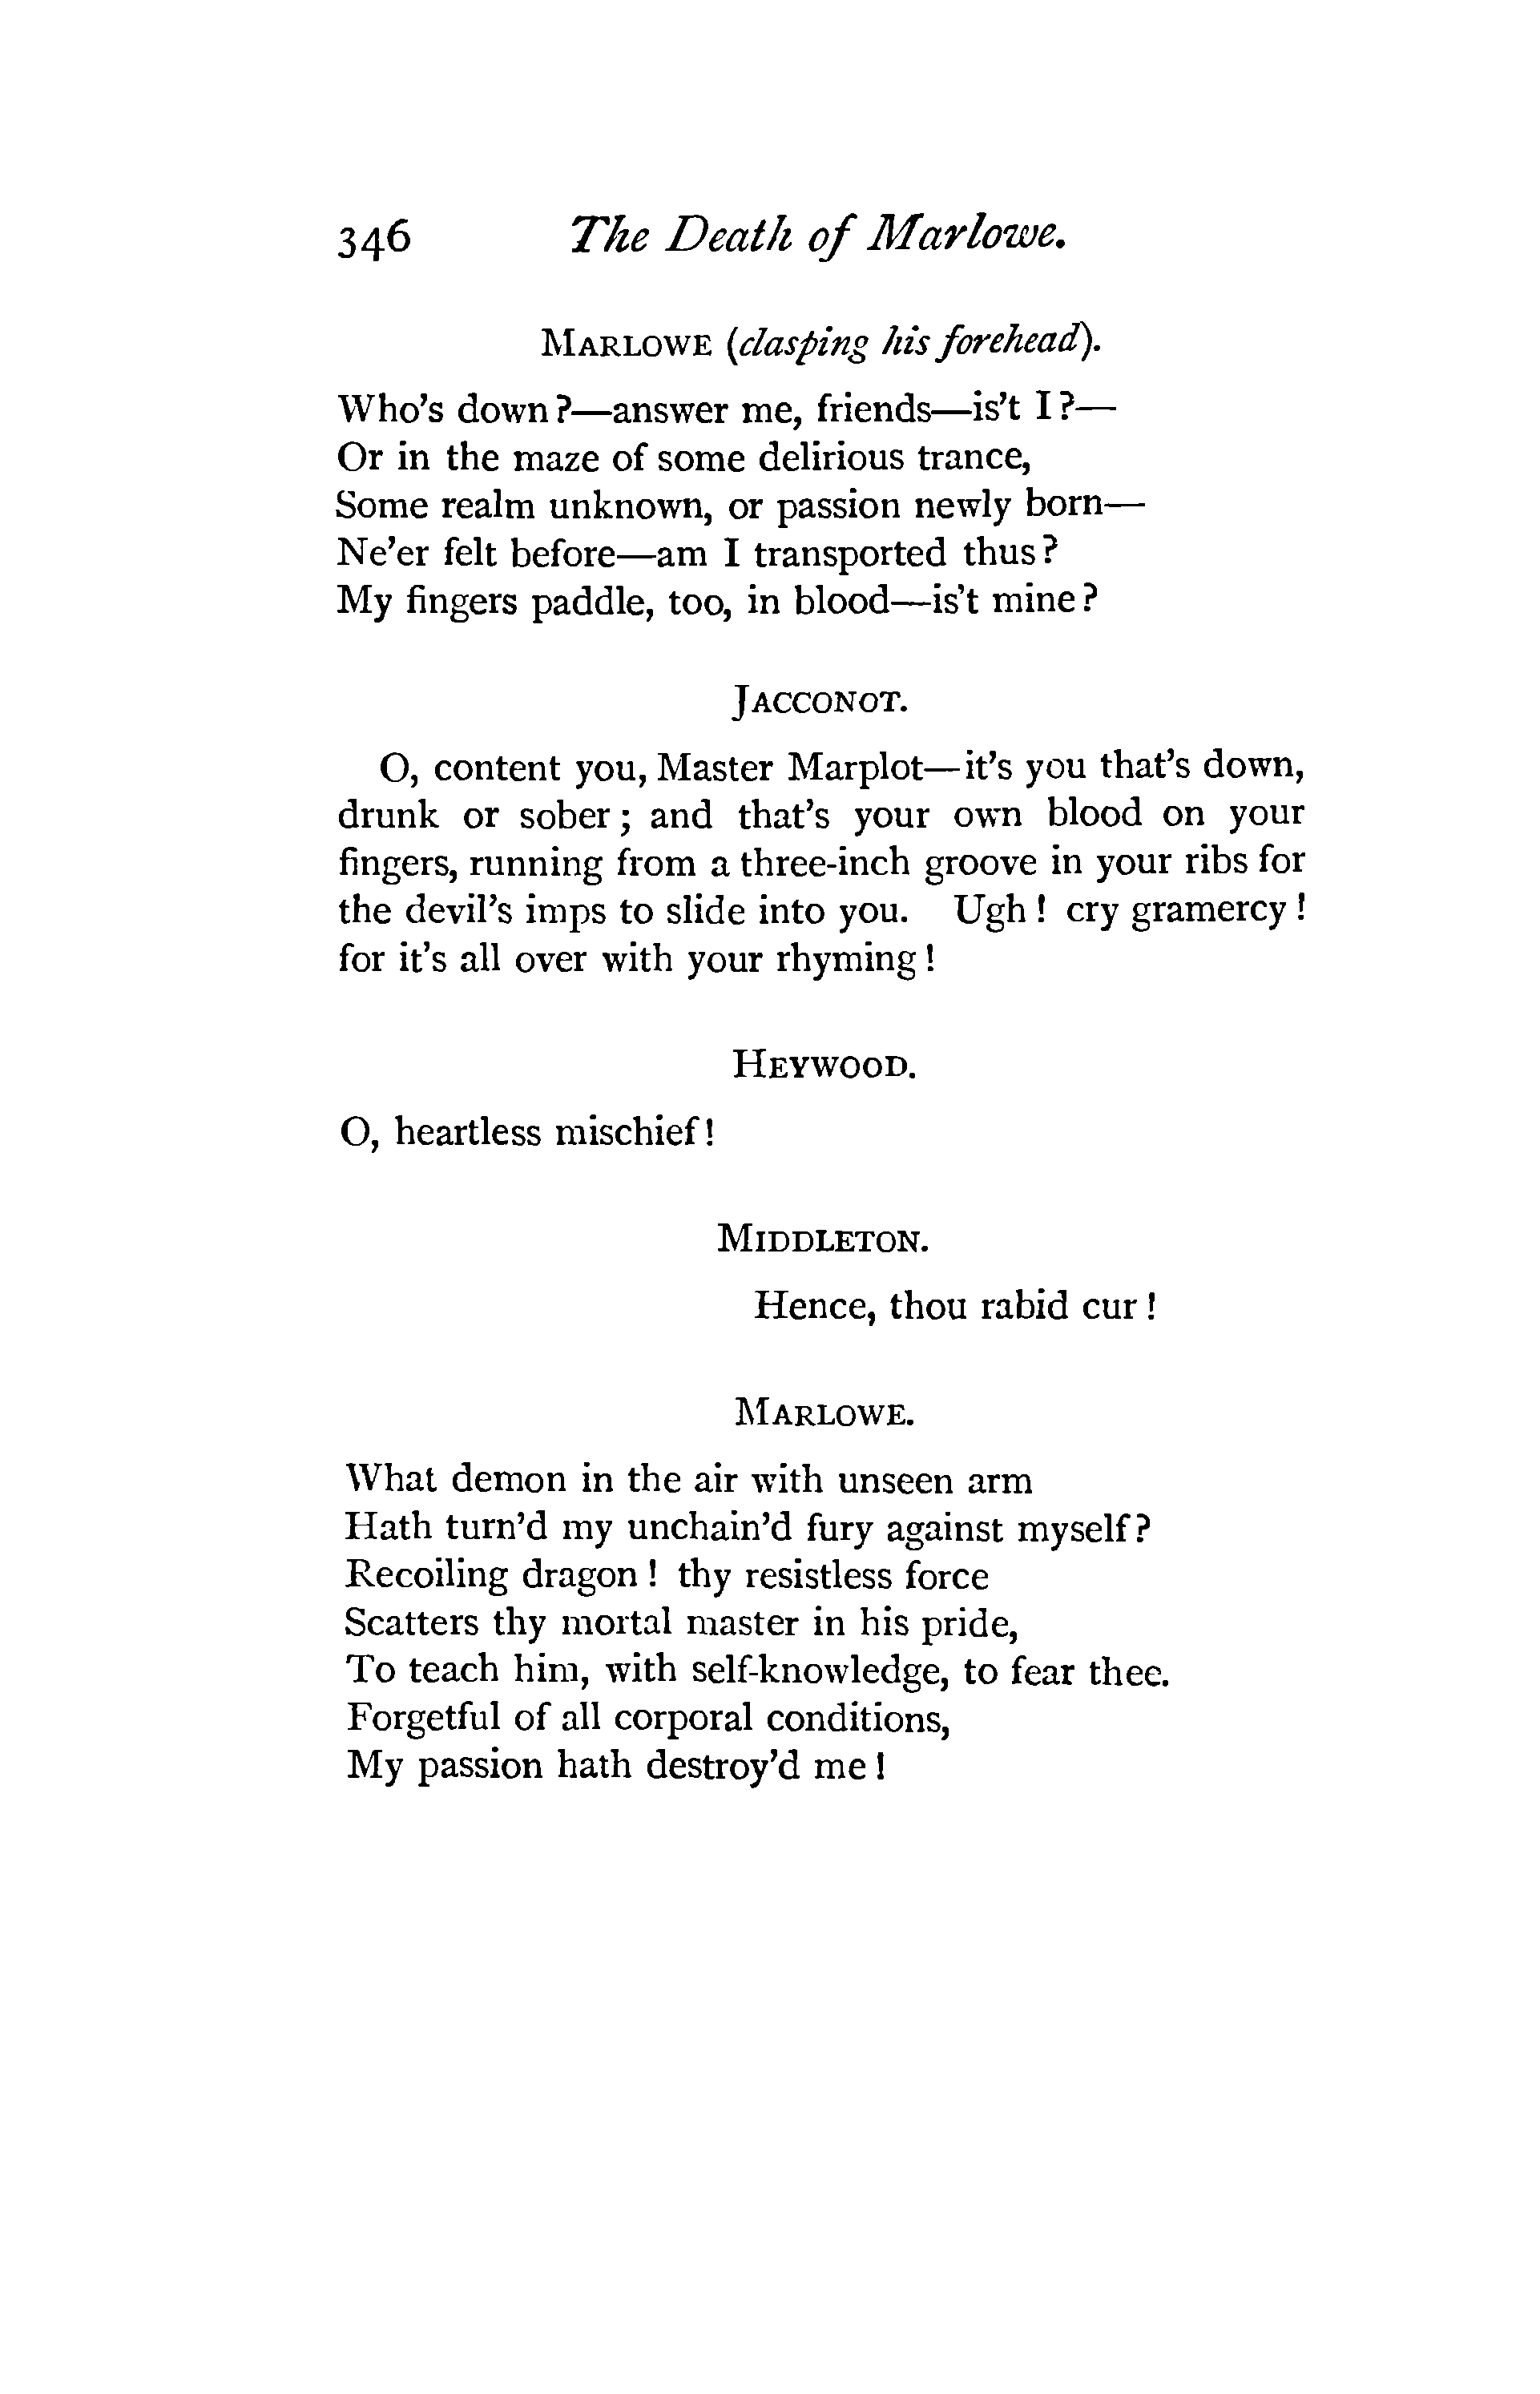 346 The Death of Marlowe.
MARLOWE (clasping his forehead).
Who's down?—answer me, friends—is't I?—
Or in the maze of some delirious trance,
Some realm unknown, or passion newly born—
Ne'er felt before—am I transported thus?
My fingers paddle, too, in blood—is't mine?
JACCONOT.
O, content you, Master Marplot—it's you that's down,
drunk or sober; and that's your own blood on your
fingers, running from a three-inch groove in your ribs for
the devil's imps to slide into you. Ugh! cry gramercy!
for it's all over with your rhyming!
HEYWOOD.
O, heartless mischief!
MIDDLETON.
Hence, thou rabid cur!
MARLOWE.
What demon in the air with unseen arm
Hath turn'd my unchain'd fury against myself?
Recoiling dragon! thy resistless force
Scatters thy mortal master in his pride,
To teach him, with self-knowledge, to fear thee.
Forgetful of all corporal conditions,
My passion hath destroy'd me!